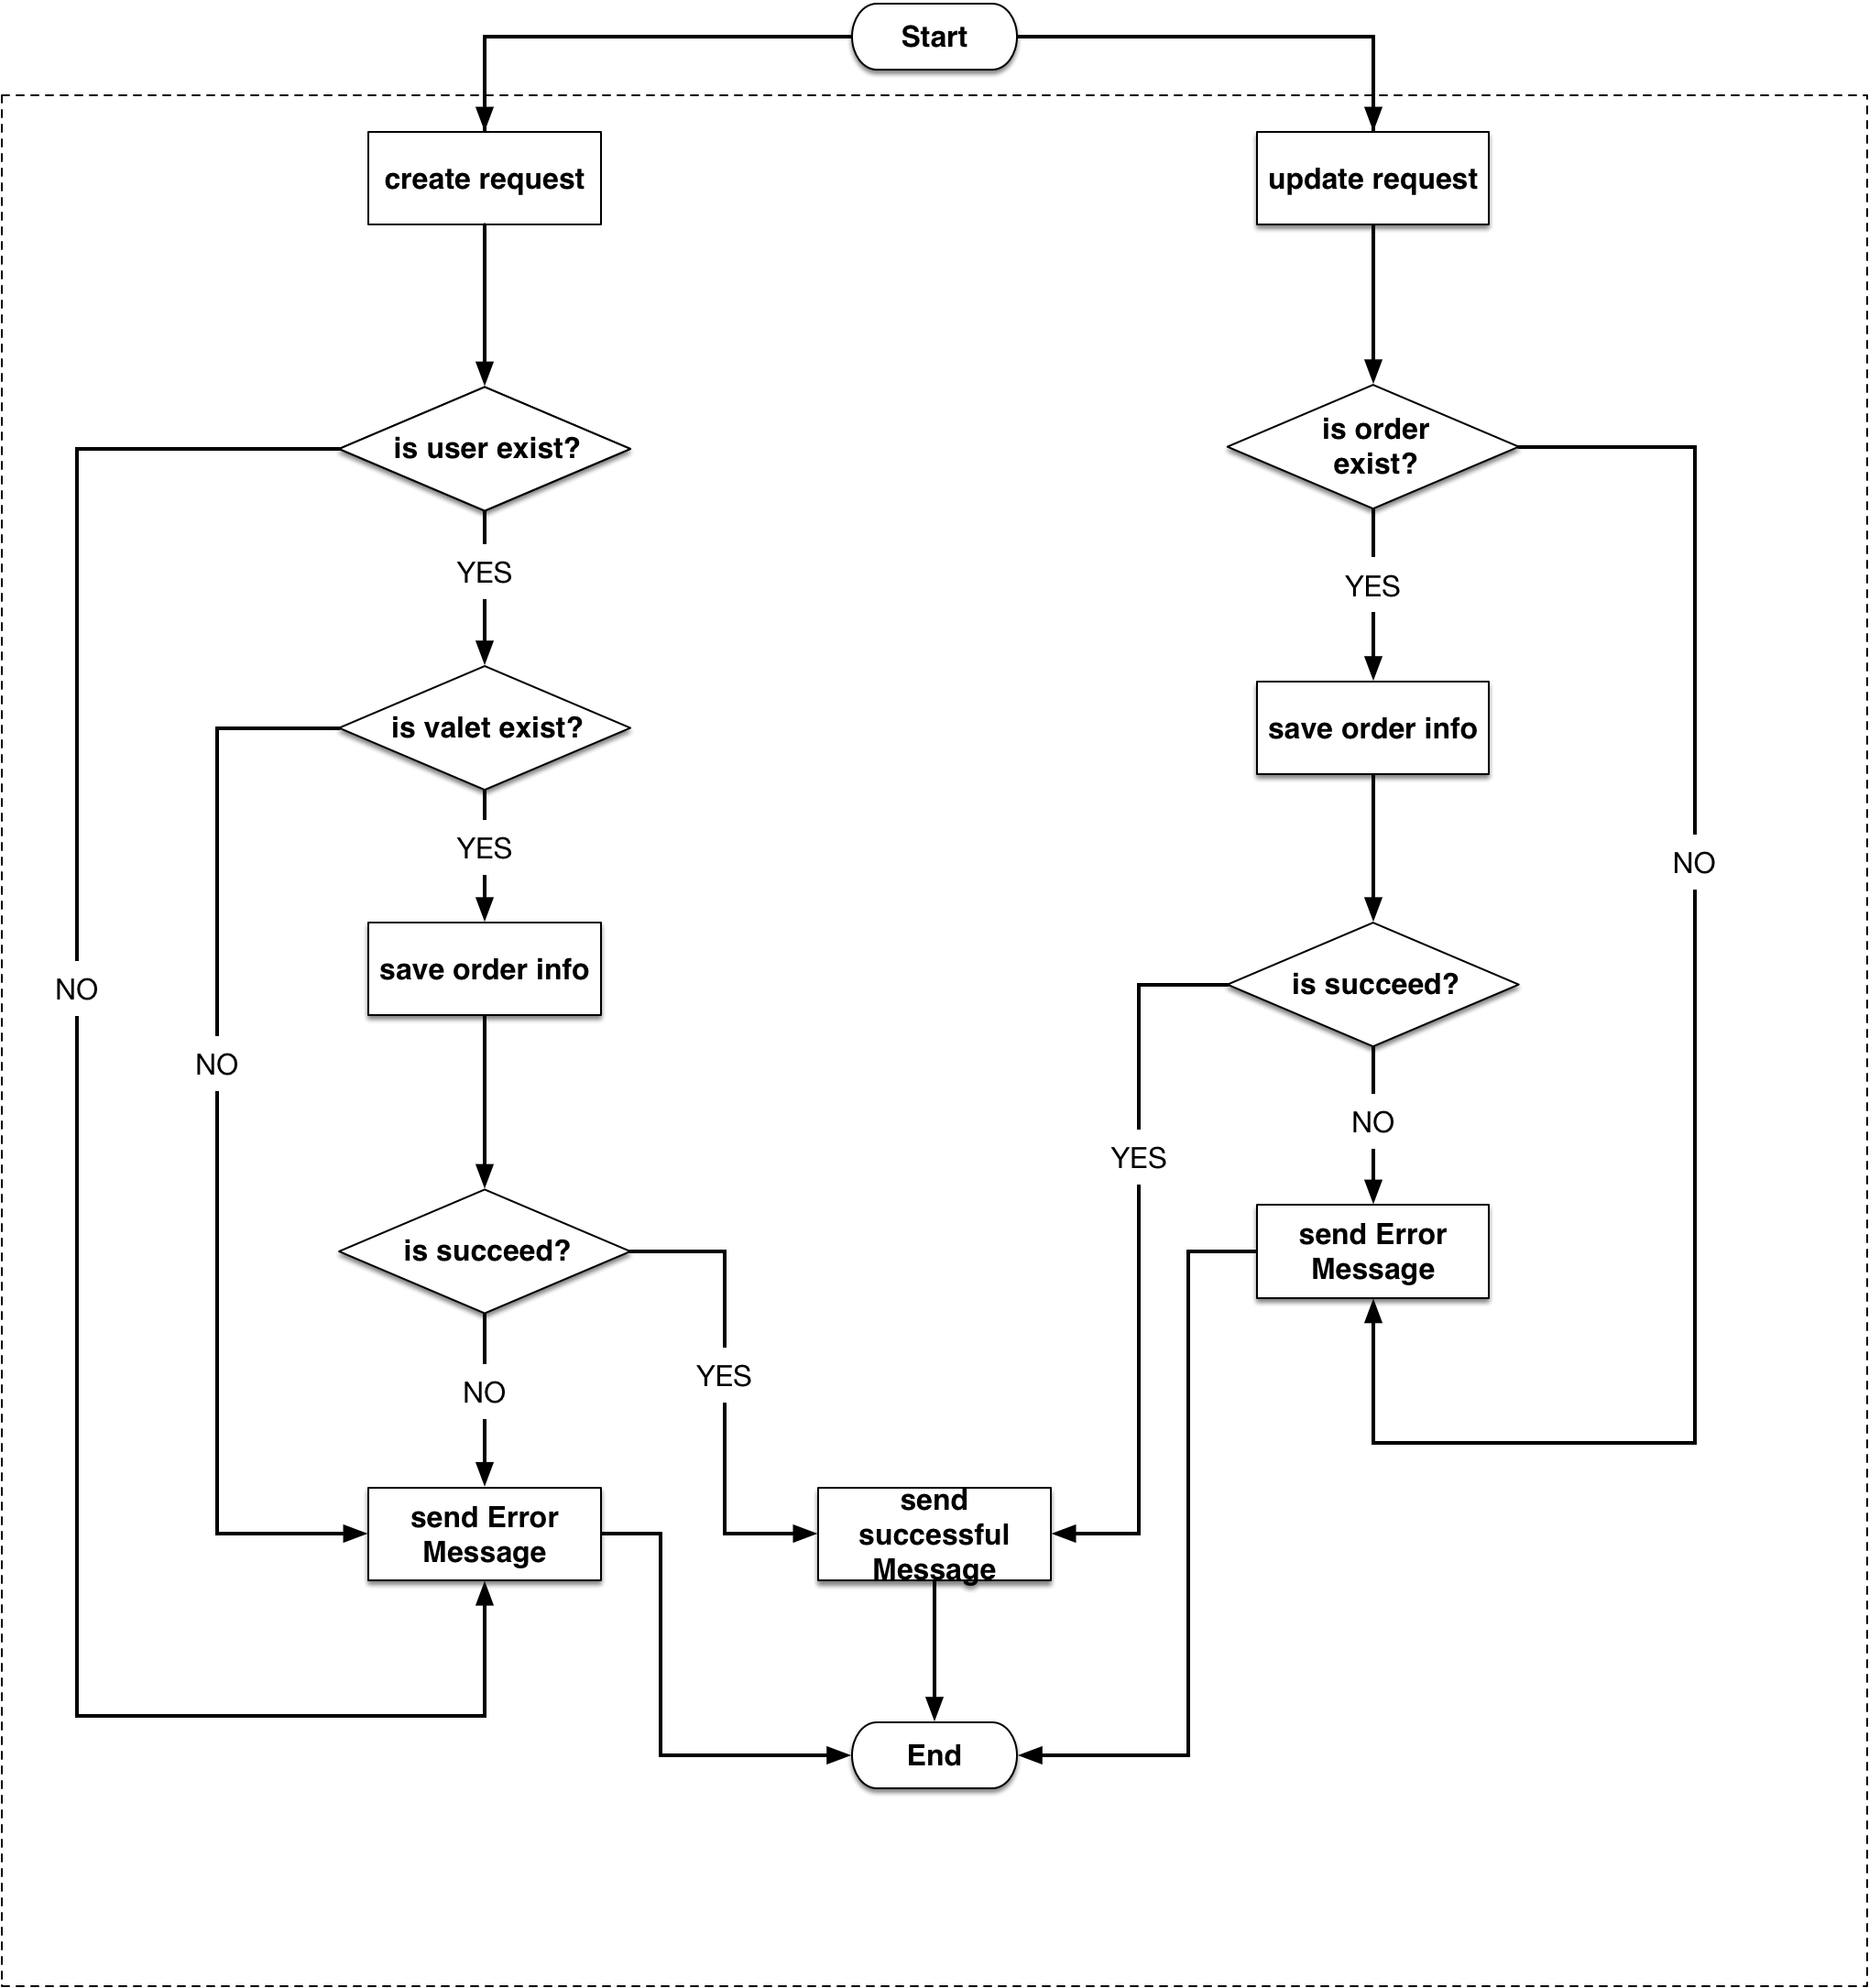 Start
create request
update request
is user exist?
is order
exist?
YES
YES
is valet exist?
save order info
YES
NO
save order info
NO
is succeed?
NO
NO
YES
is succeed?
send Error
Message
YES
NO
send Error
Message
send
successful
Message
End